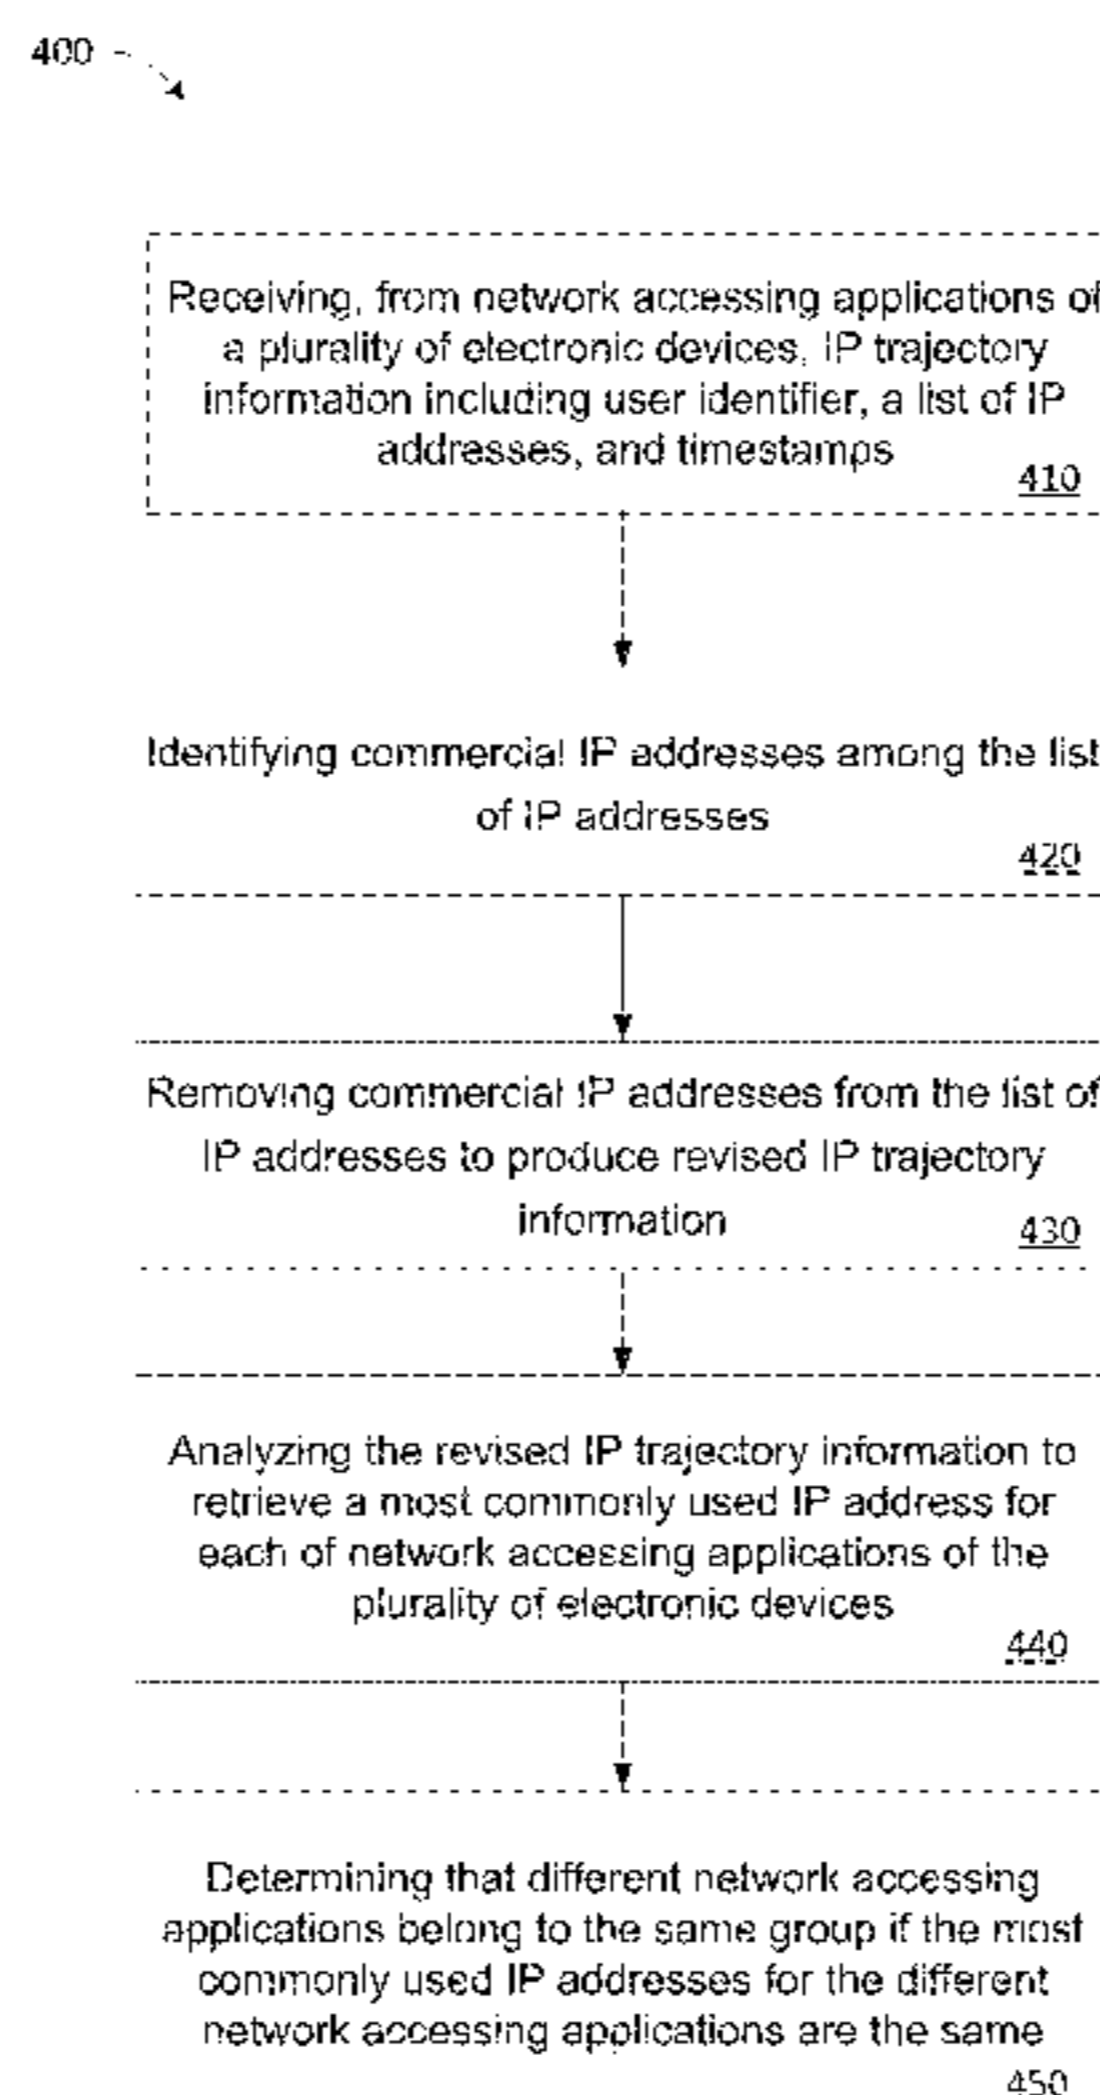 400
Receiving, from network accessing applications of
a plurality of electronic devices, IP trajectory
information including user identifier, a list of IP
addresses, and timestamps
410
Identifying commercial IP addresses among the list
of IP addresses
420
Removing commercial IP addresses from the list of
IP addresses to produce revised IP trajectory
information
430
Analyzing the revised IP trajectory information to
retrieve a most commonly used IP address for
each of network accessing applications of the
plurality of electronic devices
440
Determining that different network accessing
applications belong to the same group if the most
commonly used IP addresses for the different
network accessing applications are the same
450